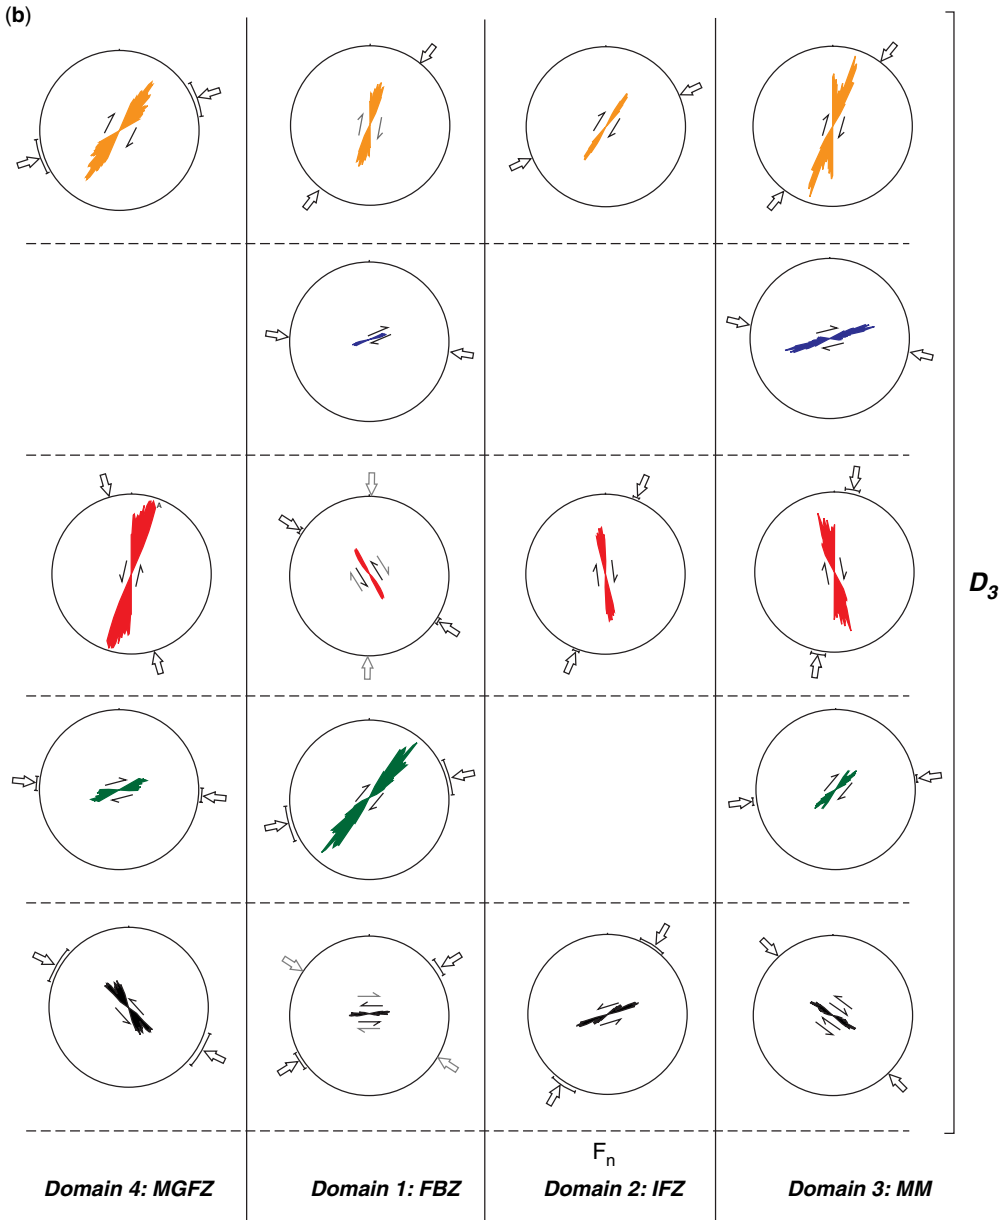 (b)
A
D3
Fn
Domain 4: MGFZ
Domain 1: FBZ
Domain 2: IFZ
Domain 3: MM